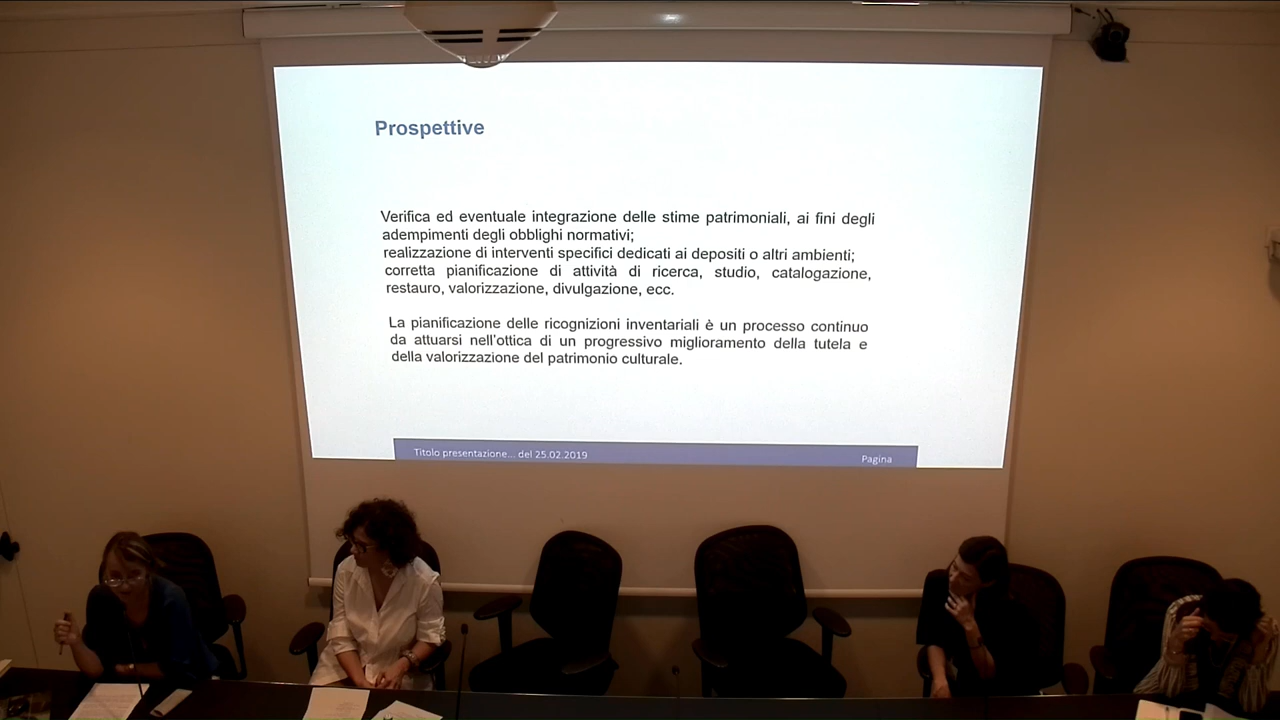 Prospettive
Verifica ed eventuale integrazione delle stime patrimoniali, ai fini degli
adempimenti degli obblighi normativi;
realizzazione di interventi specifici dedicati ai depositi o altri ambienti;
corretta pianificazione di attività di ricerca, studio, catalogazione,
restauro, valorizzazione, divulgazione, ecc.
La pianificazione delle ricognizioni inventariali è un processo continuo
da attuarsi nell'ottica di un progressivo miglioramento della tutela e
della valorizzazione del patrimonio culturale.
Titolo presentazione... del 25.02.2019
Pagina